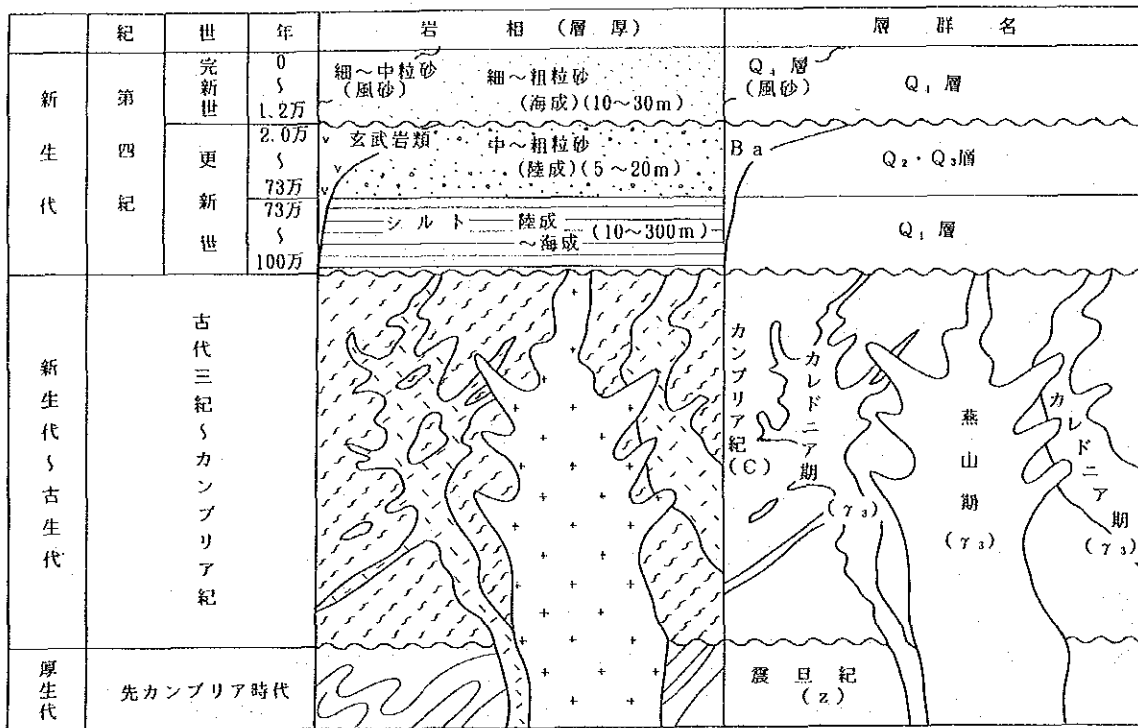 紀 世 年 岩相(層厚) 層群名
新生代 第四紀 完新世 0～1.2万 細～中粒砂(風砂) 細～粗粒砂(海成)(10～30m) Q₄層(風砂) Q₄層
更新世 2.0万～73万 玄武岩類 中～粗粒砂(陸成)(5～20m) Ba Q₂・Q₃層
73万～100万 シルト 陸成～海成 (10～300m) Q₁層
新生代～古生代 古代三紀～カンブリア紀 カンブリア紀(C) カレドニア期(γ₃) 燕山期(γ₃) カレドニア期(γ₃)
厚生代 先カンブリア時代 震旦紀(z)